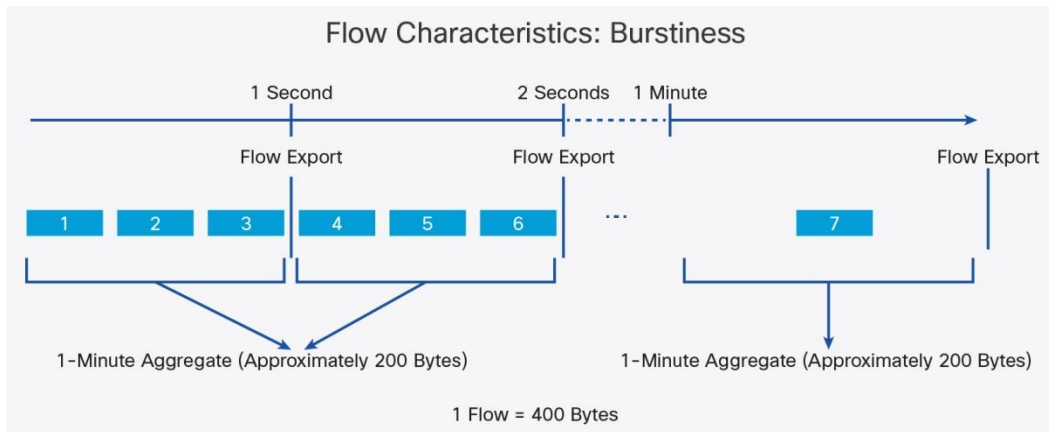 Flow Characteristics: Burstiness
1 Second 2 Seconds 1 Minute
Flow Export Flow Export Flow Export
1 2 3 4 5 6 ... 7
1-Minute Aggregate (Approximately 200 Bytes) 1-Minute Aggregate (Approximately 200 Bytes)
1 Flow = 400 Bytes